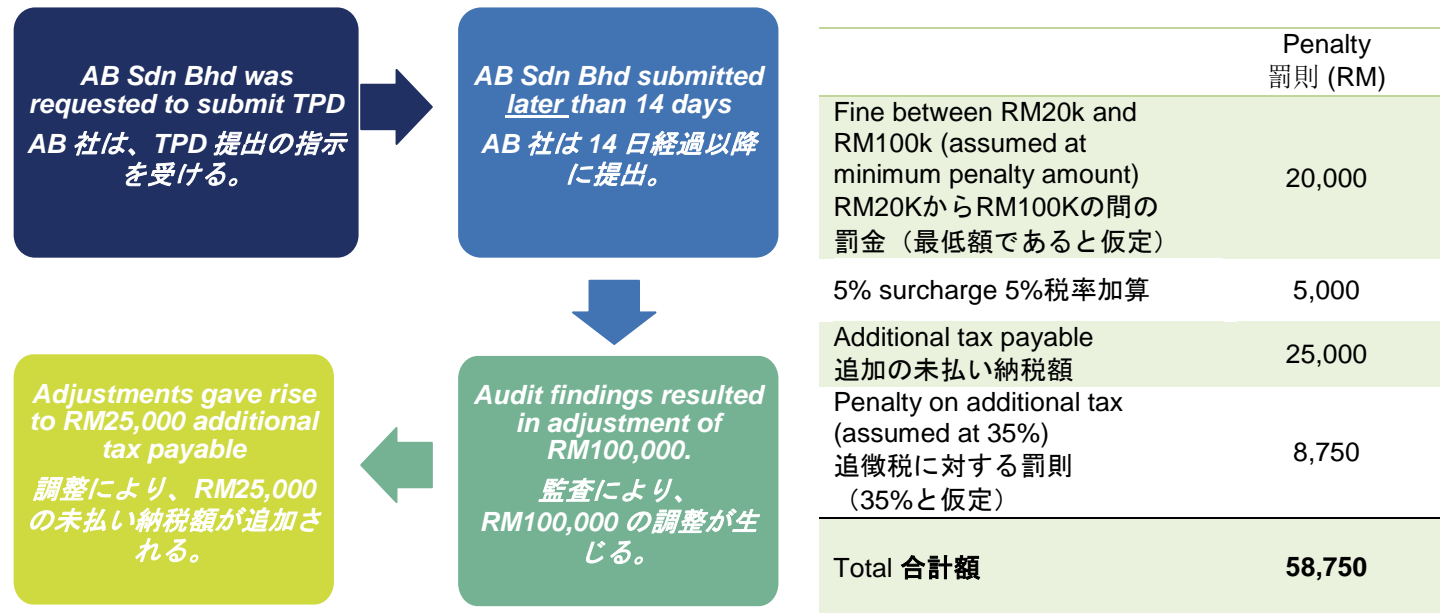 AB Sdn Bhd was
requested to submit TPD
AB 社は、TPD 提出の指示
を受ける。
AB Sdn Bhd submitted
later than 14 days
AB 社は 14 日経過以降
に提出。
Audit findings resulted
in adjustment of
RM100,000.
監査により、
RM100,000 の調整が生
じる。
Adjustments gave rise
to RM25,000 additional
tax payable
調整により、RM25,000
の未払い納税額が追加さ
れる。
Penalty
罰則 (RM)
Fine between RM20k and
RM100k (assumed at
minimum penalty amount)
RM20KからRM100Kの間の
罰金（最低額であると仮定）
20,000
5% surcharge 5%税率加算 5,000
Additional tax payable
追加の未払い納税額
25,000
Penalty on additional tax
(assumed at 35%)
追徴税に対する罰則
（35%と仮定）
8,750
Total 合計額 58,750